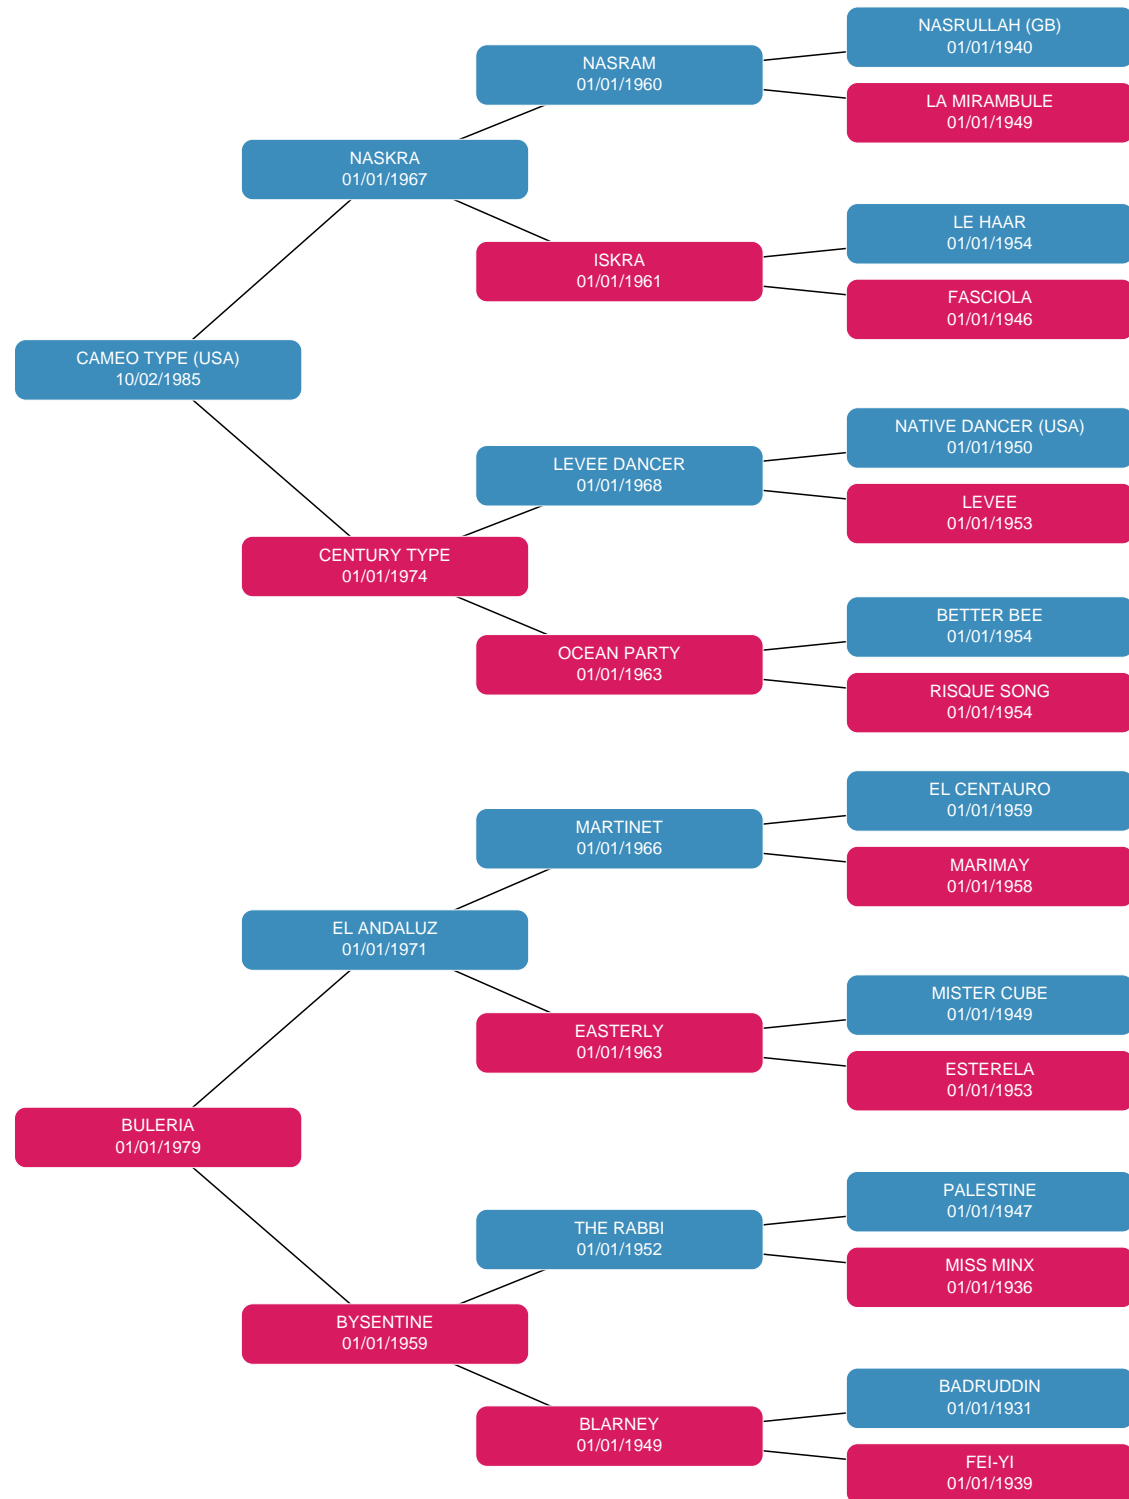 NASRULLAH (GB)
01/01/1940
NASRAM
01/01/1960
LA MIRAMBULE
01/01/1949
NASKRA
01/01/1967
LE HAAR
01/01/1954
ISKRA
01/01/1961
FASCIOLA
01/01/1946
CAMEO TYPE (USA)
10/02/1985
NATIVE DANCER (USA)
01/01/1950
LEVEE DANCER
01/01/1968
LEVEE
01/01/1953
CENTURY TYPE
01/01/1974
BETTER BEE
01/01/1954
OCEAN PARTY
01/01/1963
RISQUE SONG
01/01/1954
EL CENTAURO
01/01/1959
MARTINET
01/01/1966
MARIMAY
01/01/1958
EL ANDALUZ
01/01/1971
MISTER CUBE
01/01/1949
EASTERLY
01/01/1963
ESTERELA
01/01/1953
BULERIA
01/01/1979
PALESTINE
01/01/1947
THE RABBI
01/01/1952
MISS MINX
01/01/1936
BYSENTINE
01/01/1959
BADRUDDIN
01/01/1931
BLARNEY
01/01/1949
FEI-YI
01/01/1939